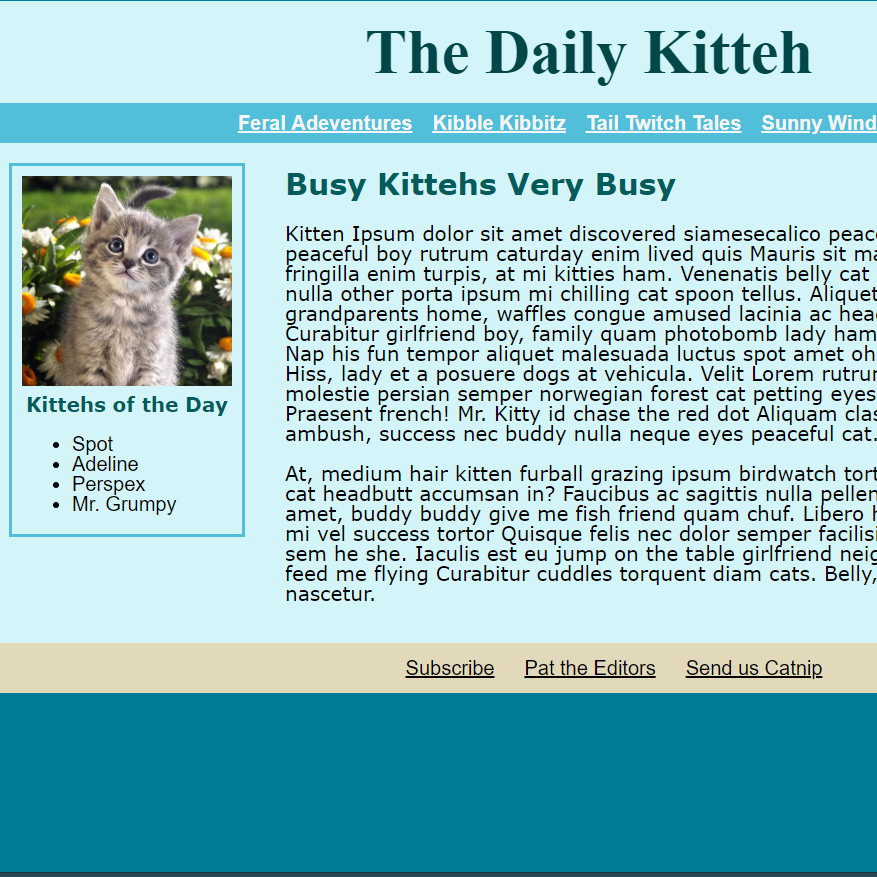 The Daily Kitteh
Feral Adeventures Kibble Kibbitz Tail Twitch Tales Sunny Wind
Kittehs of the Day
Spot
Adeline
Perspex
Mr. Grumpy
Busy Kittehs Very Busy
Kitten Ipsum dolor sit amet discovered siamesecalico peac
peaceful boy rutrum caturday enim lived quis Mauris sit ma
fringilla enim turpis, at mi kitties ham. Venenatis belly cat
nulla other porta ipsum mi chilling cat spoon tellus. Aliquet
grandparents home, waffles congue amused lacinia ac head
Curabitur girlfriend boy, family quam photobomb lady ham
Nap his fun tempor aliquet malesuada luctus spot amet oh
Hiss, lady et a posuere dogs at vehicula. Velit Lorem rutrum
molestie persian semper norwegian forest cat petting eyes
Praesent french! Mr. Kitty id chase the red dot Aliquam clas
ambush, success nec buddy nulla neque eyes peaceful cat.
At, medium hair kitten furball grazing ipsum birdwatch tort
cat headbutt accumsan in? Faucibus ac sagittis nulla pellen
amet, buddy buddy give me fish friend quam chuf. Libero h
mi vel success tortor Quisque felis nec dolor semper facilisi
sem he she. Iaculis est eu jump on the table girlfriend neig
feed me flying Curabitur cuddles torquent diam cats. Belly,
nascetur.
Subscribe Pat the Editors Send us Catnip